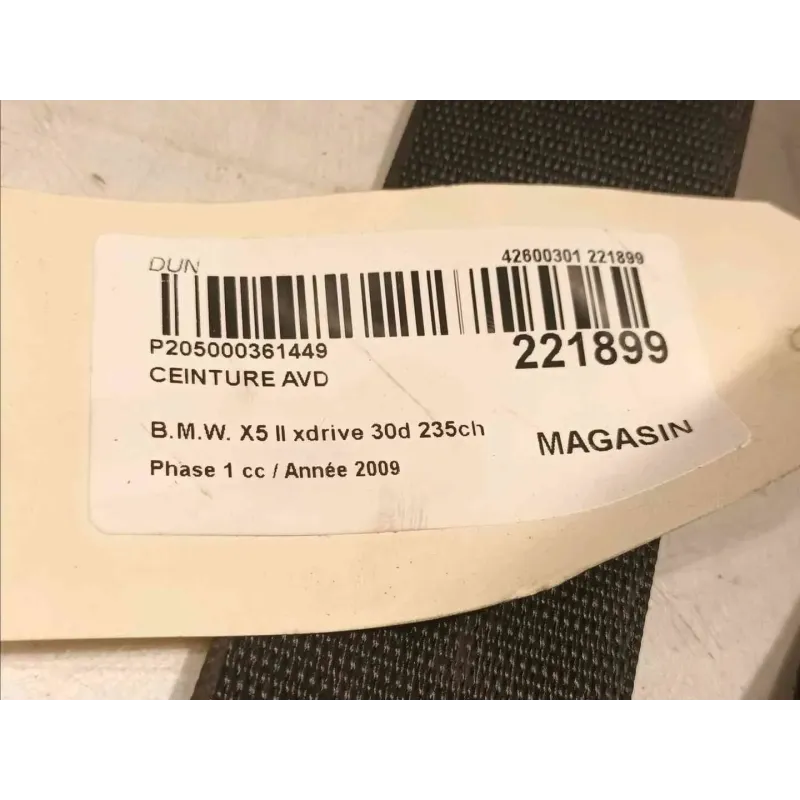 DUN
42600301 221899
P205000361449
221899
CEINTURE AVD
B.M.W. X5 II xdrive 30d 235ch
MAGASIN
Phase 1 cc / Année 2009